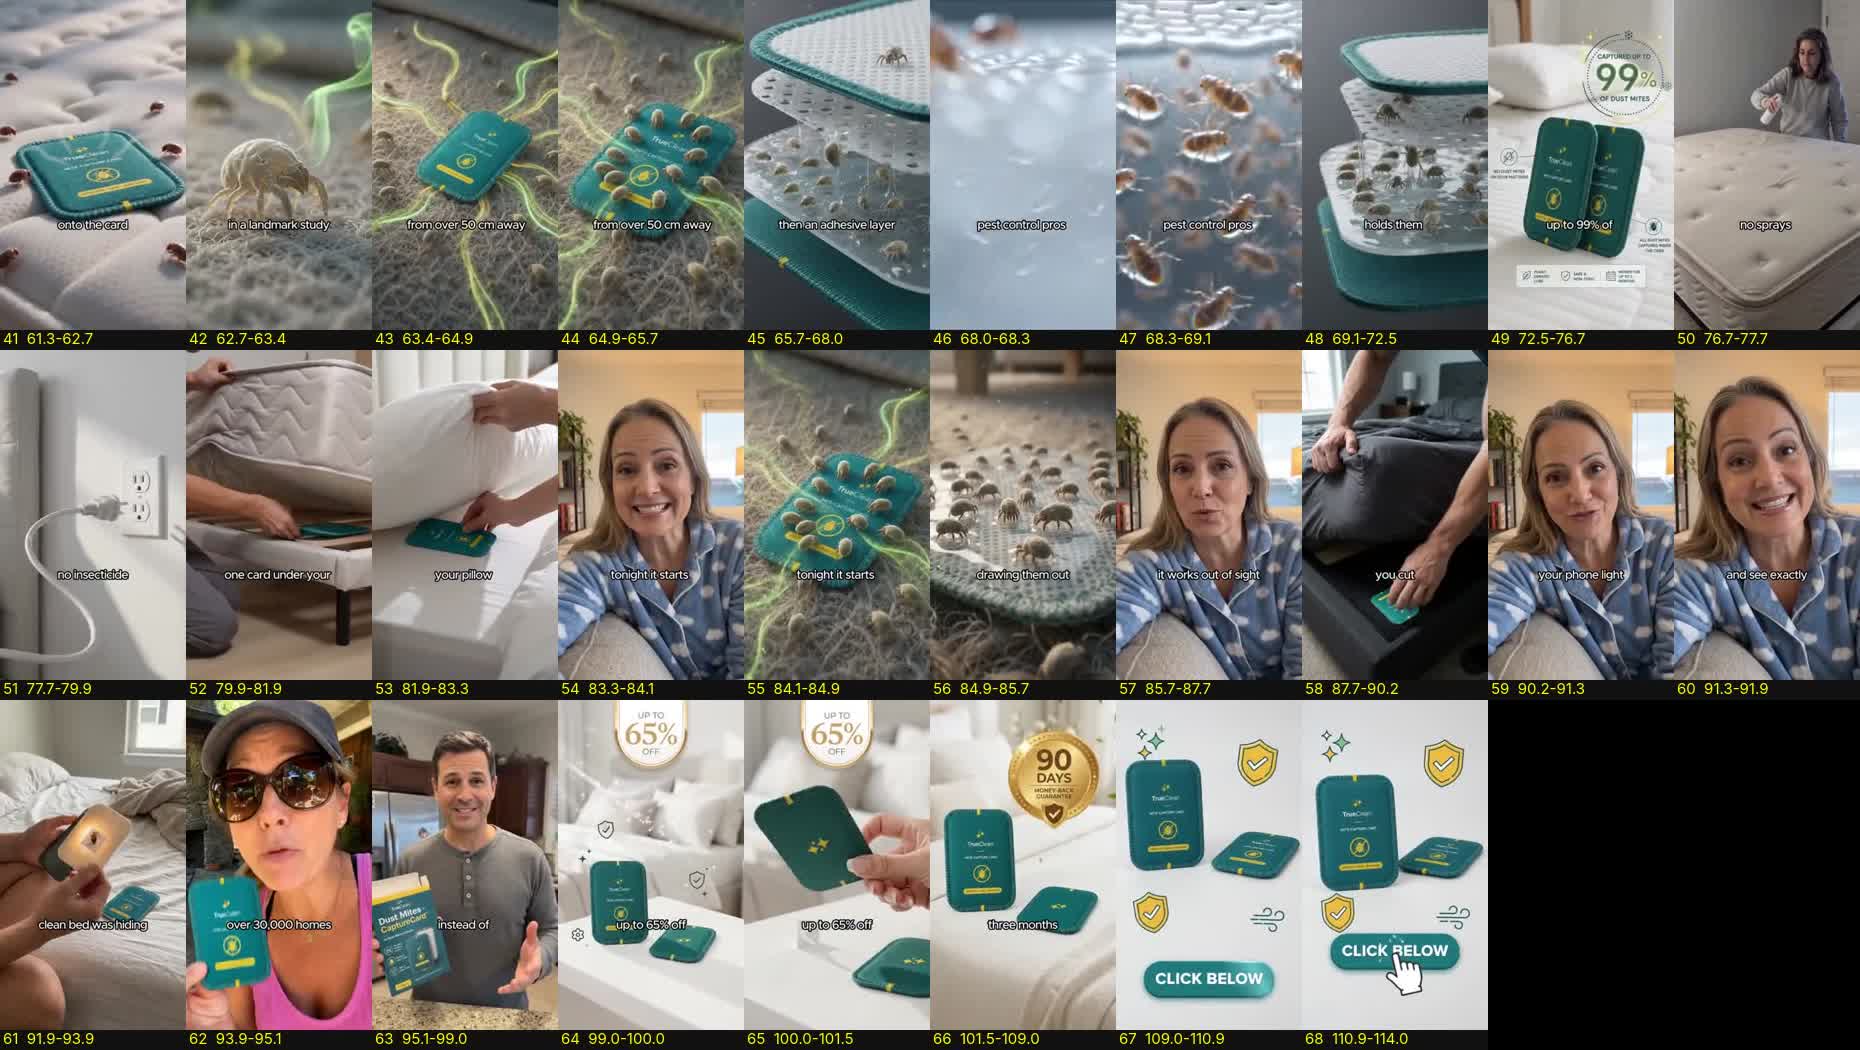 TrueClean
onto the card
41 61.3-62.7
in a landmark study
42 62.7-63.4
from over 50 cm away
43 63.4-64.9
TrueClean
from over 50 cm away
44 64.9-65.7
then an adhesive layer
45 65.7-68.0
pest control pros
46 68.0-68.3
pest control pros
47 68.3-69.1
holds them
48 69.1-72.5
CAPTURED UP TO
99%
OF DUST MITES
TrueClean
up to 99% of
49 72.5-76.7
no sprays
50 76.7-77.7
no insecticide
51 77.7-79.9
one card under your
52 79.9-81.9
your pillow
53 81.9-83.3
tonight it starts
54 83.3-84.1
TrueClean
tonight it starts
55 84.1-84.9
drawing them out
56 84.9-85.7
it works out of sight
57 85.7-87.7
you cut
58 87.7-90.2
your phone light
59 90.2-91.3
and see exactly
60 91.3-91.9
clean bed was hiding
61 91.9-93.9
over 30,000 homes
62 93.9-95.1
Dust Mites
CaptureCard
instead of
63 95.1-99.0
UP TO
65%
OFF
TrueClean
up to 65% off
64 99.0-100.0
UP TO
65%
OFF
up to 65% off
65 100.0-101.5
90
DAYS
MONEY-BACK
GUARANTEE
TrueClean
three months
66 101.5-109.0
TrueClean
MITE CAPTURE CARD
CLICK BELOW
67 109.0-110.9
TrueClean
MITE CAPTURE CARD
CLICK BELOW
68 110.9-114.0